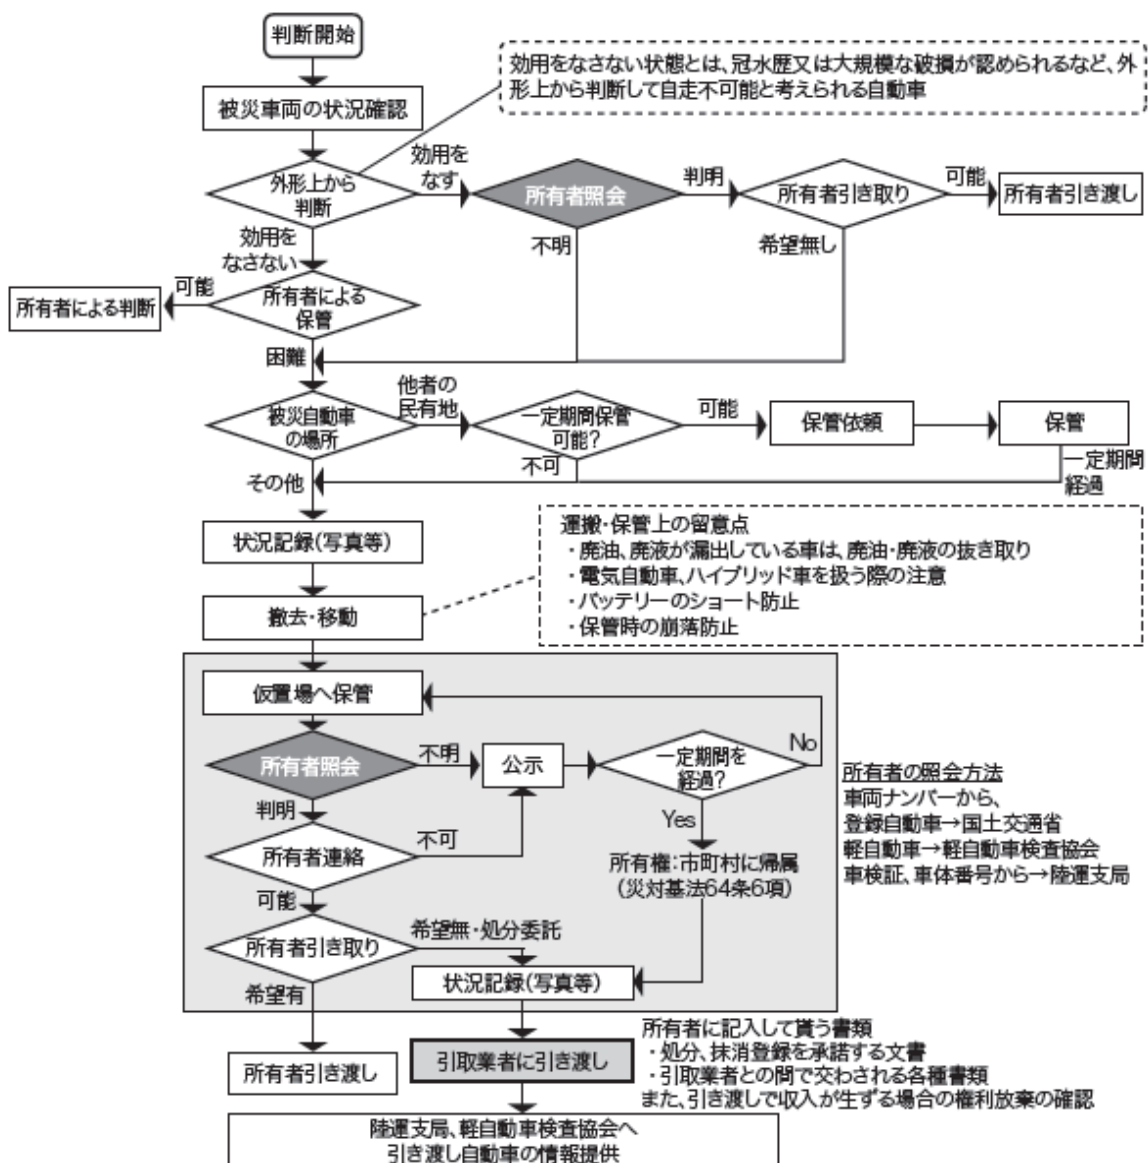 判断開始
効用をなさない状態とは、冠水歴又は大規模な破損が認められるなど、外
形上から判断して自走不可能と考えられる自動車
被災車両の状況確認
外形上から
判断
効用を
なす
所有者照会
判明
所有者引き取り
可能
所有者引き渡し
不明
希望無し
効用を
なさない
所有者による判断
可能
所有者による
保管
困難
被災自動車
の場所
他者の
民有地
一定期間保管
可能?
可能
保管依頼
保管
不可
一定期間
経過
その他
状況記録(写真等)
運搬・保管上の留意点
・廃油、廃液が漏出している車は、廃油・廃液の抜き取り
・電気自動車、ハイブリッド車を扱う際の注意
・バッテリーのショート防止
・保管時の崩落防止
撤去・移動
仮置場へ保管
所有者照会
不明
公示
一定期間を
経過?
No
所有者の照会方法
車両ナンバーから、
登録自動車→国土交通省
軽自動車→軽自動車検査協会
車検証、車体番号から→陸運支局
判明
Yes
所有者連絡
不可
所有権:市町村に帰属
(災対基法64条6項)
可能
所有者引き取り
希望無・処分委託
状況記録(写真等)
希望有
所有者引き渡し
引取業者に引き渡し
所有者に記入して貰う書類
・処分、抹消登録を承諾する文書
・引取業者との間で交わされる各種書類
また、引き渡しで収入が生ずる場合の権利放棄の確認
陸運支局、軽自動車検査協会へ
引き渡し自動車の情報提供